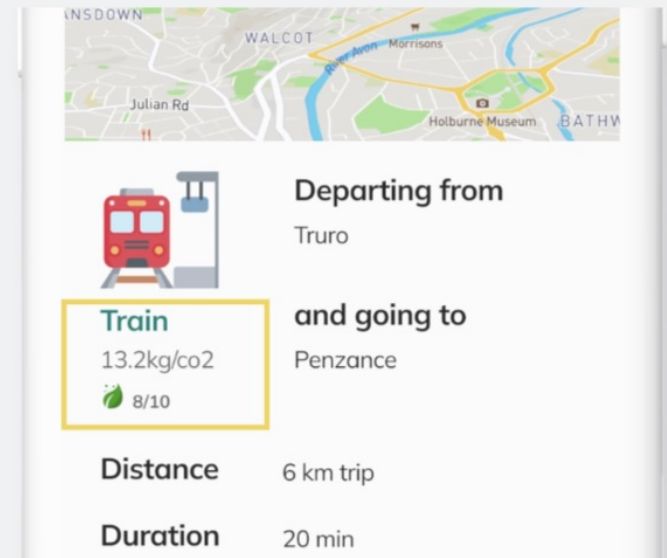 ANSDOWN
WALCOT
River Avon
Morrisons
Julian Rd
Holburne Museum
BATHW
Departing from
Truro
Train
and going to
13.2kg/co2
Penzance
8/10
Distance
6 km trip
Duration
20 min